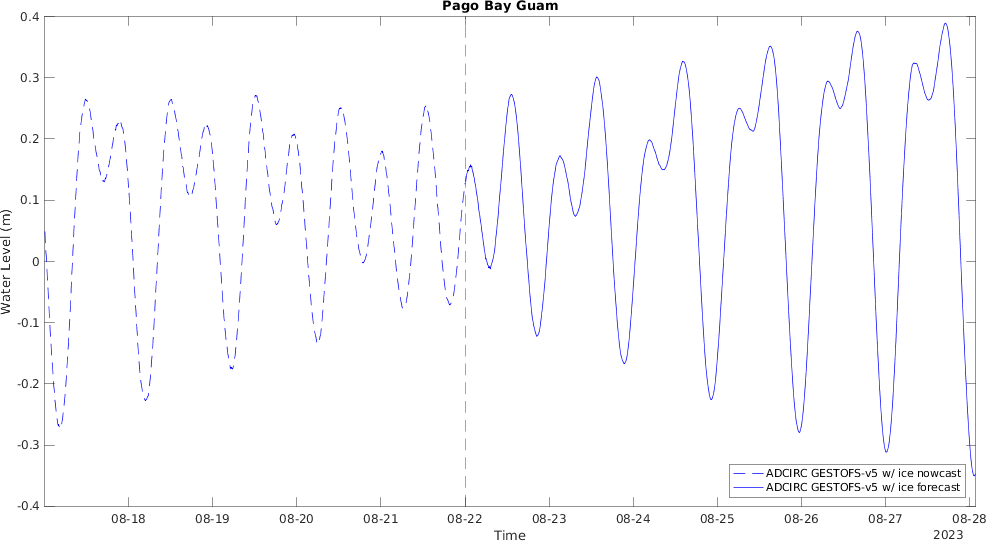 Pago Bay Guam
Water Level (m)
0.4
0.3
0.2
0.1
0
-0.1
-0.2
-0.3
-0.4
ADCIRC GESTOFS-v5 w/ ice nowcast
ADCIRC GESTOFS-v5 w/ ice forecast
08-18 08-19 08-20 08-21 08-22 08-23 08-24 08-25 08-26 08-27 08-28
Time
2023